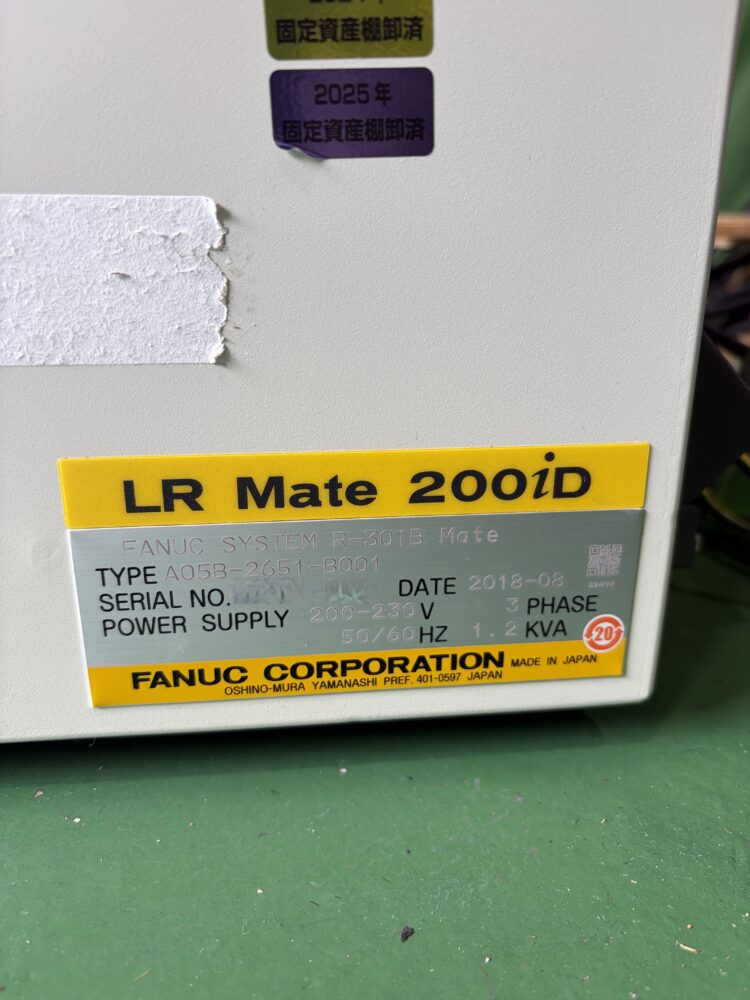 固定資産棚卸済
2025年
固定資産棚卸済
LR Mate 200iD
FANUC SYSTEM R-30iB Mate
TYPE A05B-2651-B001
SERIAL NO. DATE 2018-08
POWER SUPPLY 200-230 V 3 PHASE
50/60 HZ 1.2 KVA
20
FANUC CORPORATION MADE IN JAPAN
OSHINO-MURA YAMANASHI PREF. 401-0597 JAPAN